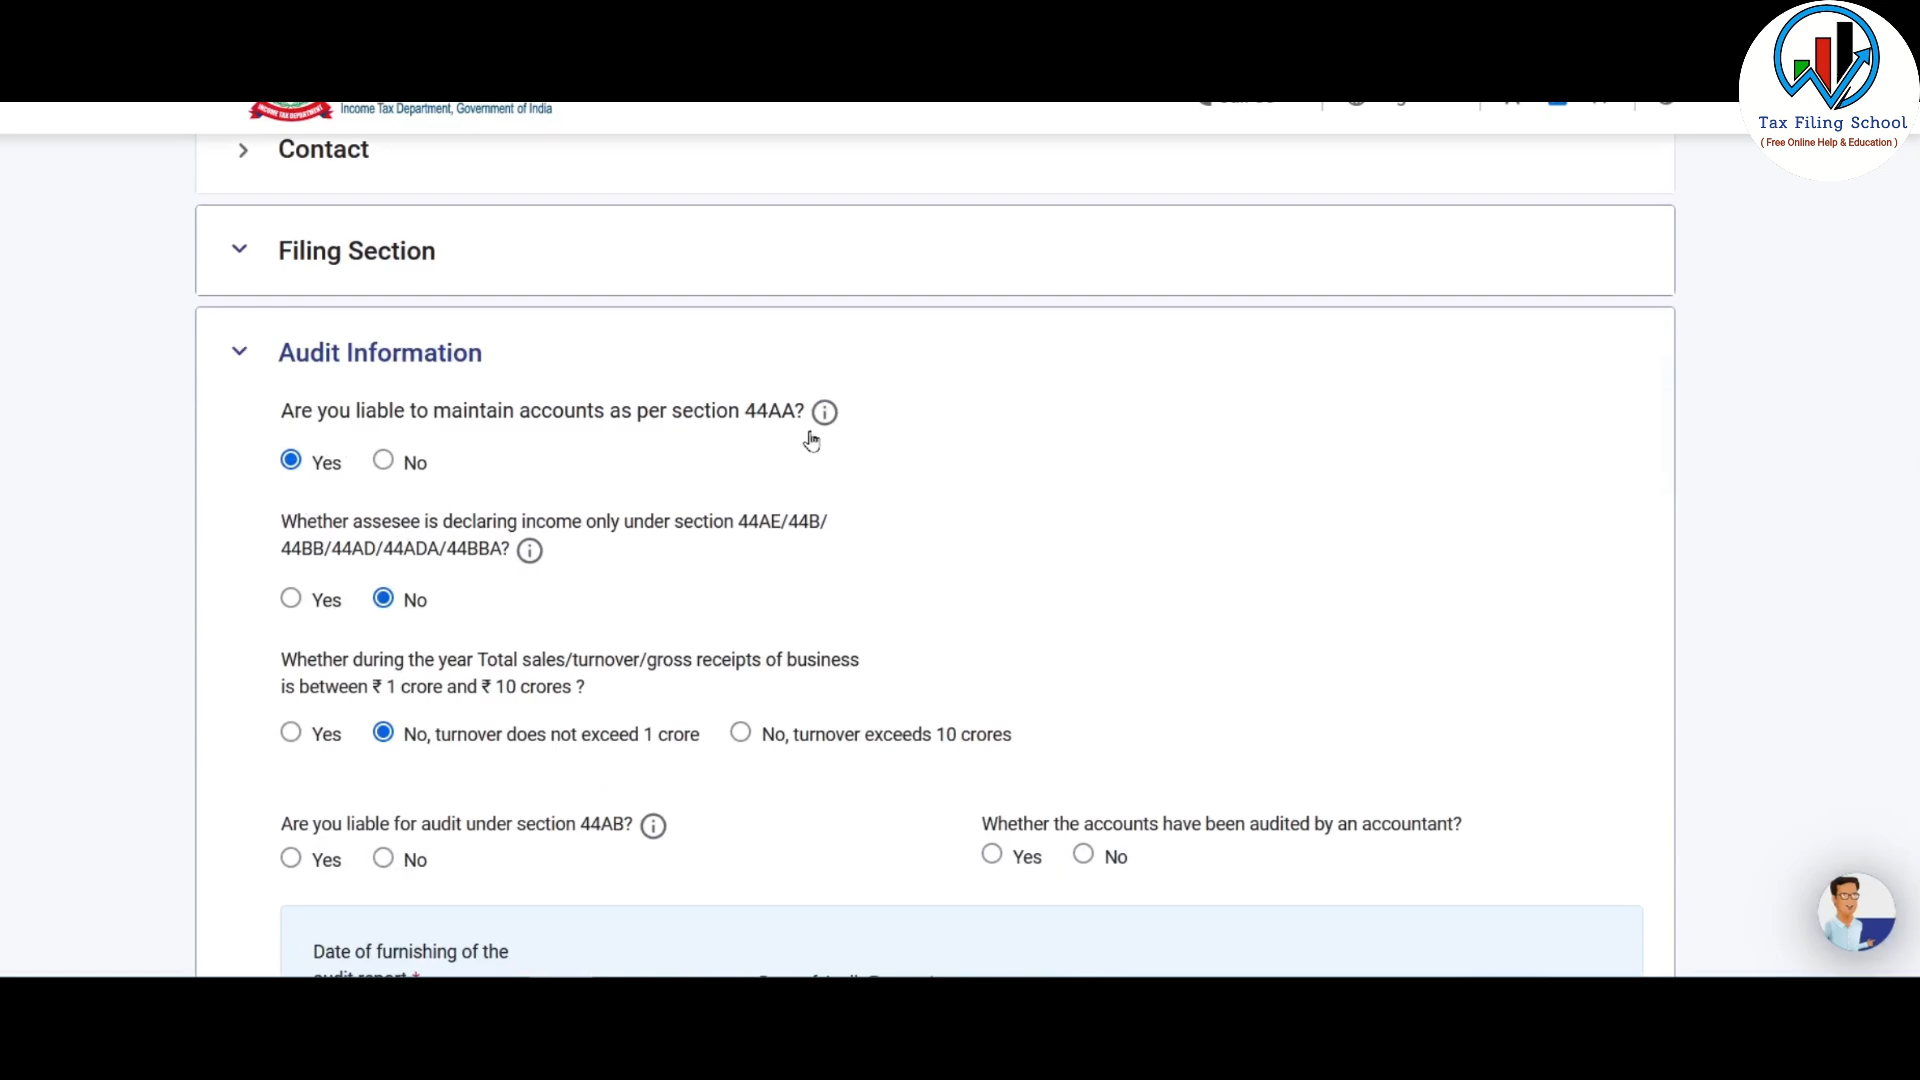 Tax Filing School
( Free Online Help & Education )
INCOME TAX DEPARTMENT
Income Tax Department, Government of India
Contact
Filing Section
Audit Information
Are you liable to maintain accounts as per section 44AA?
Yes No
Whether assesee is declaring income only under section 44AE/44B/
44BB/44AD/44ADA/44BBA?
Yes No
Whether during the year Total sales/turnover/gross receipts of business
is between ₹ 1 crore and ₹ 10 crores ?
Yes No, turnover does not exceed 1 crore No, turnover exceeds 10 crores
Are you liable for audit under section 44AB?
Yes No
Whether the accounts have been audited by an accountant?
Yes No
Date of furnishing of the
audit report *